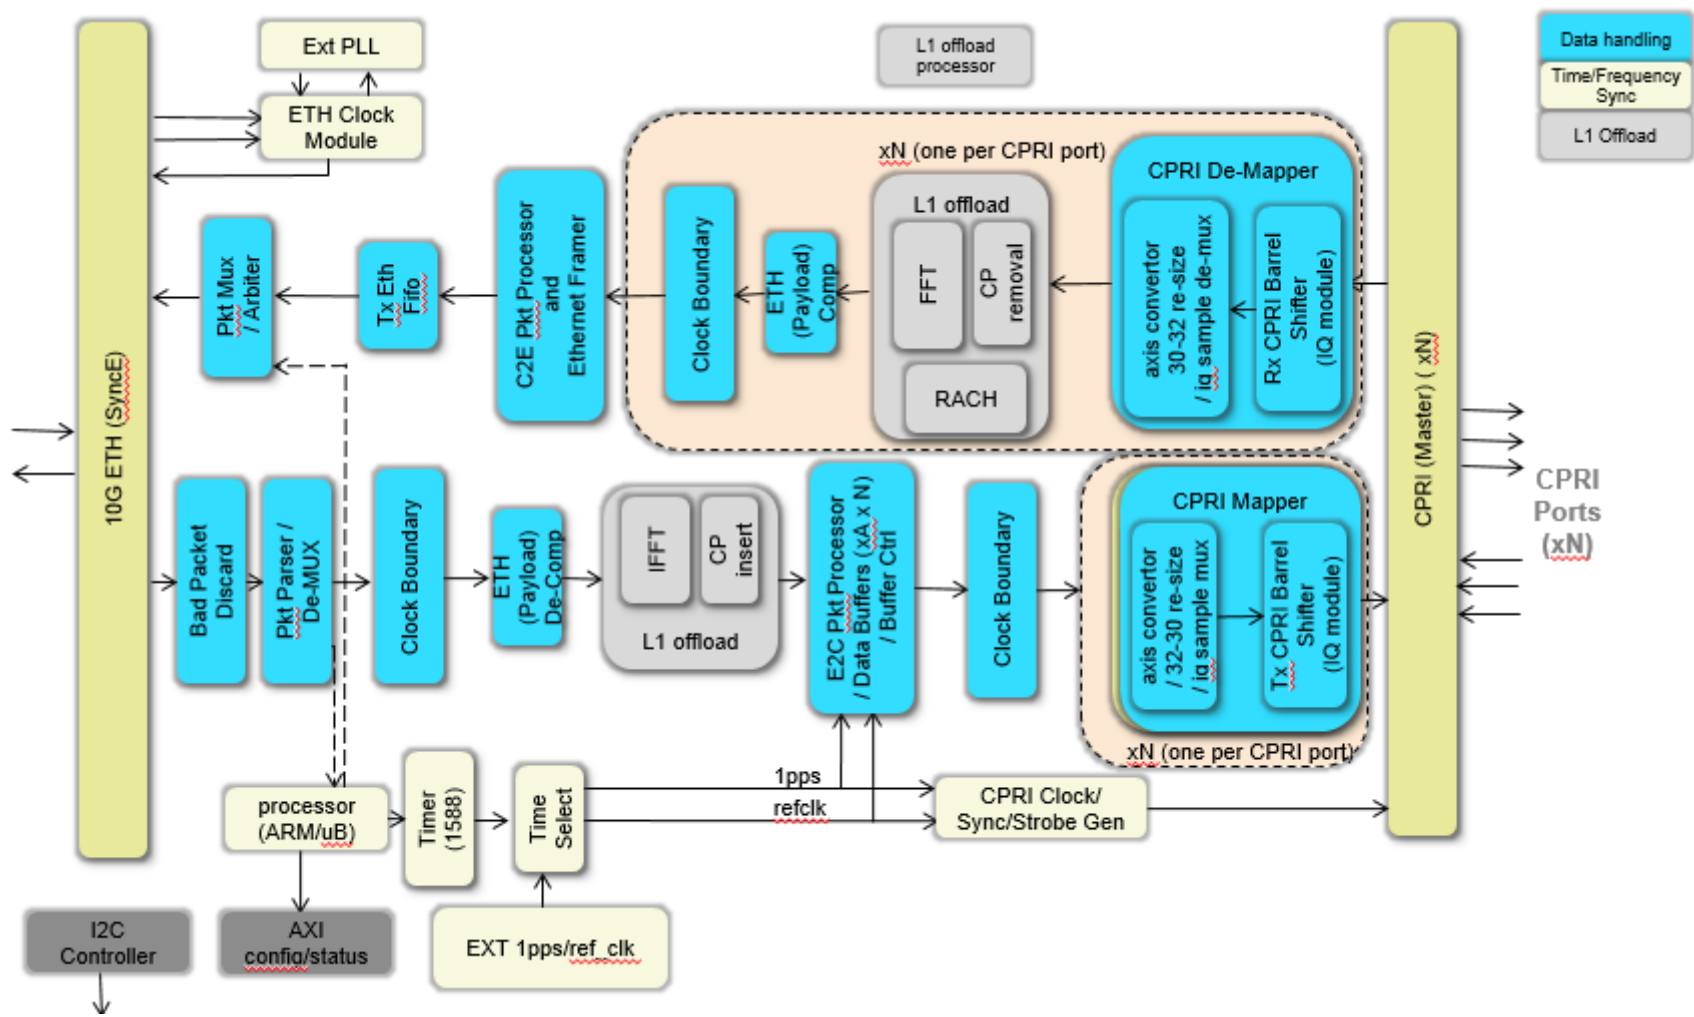 Ext PLL
ETH Clock
Module
L1 offload
processor
Data handling
Time/Frequency
Sync
L1 Offload
10G ETH (SyncE)
Pkt Mux
/ Arbiter
Tx Eth
Fifo
C2E Pkt Processor
and
Ethernet Framer
xN (one per CPRI port)
Clock Boundary
ETH
(Payload)
Comp
L1 offload
FFT
CP
removal
RACH
CPRI De-Mapper
axis convertor
30-32 re-size
/ iq sample de-mux
Rx CPRI Barrel
Shifter
(IQ module)
CPRI (Master) ( xN)
CPRI
Ports
(xN)
Bad Packet
Discard
Pkt Parser /
De-MUX
Clock Boundary
ETH
(Payload)
De-Comp
IFFT
CP
insert
L1 offload
E2C Pkt Processor
/ Data Buffers (xA x N)
/ Buffer Ctrl
Clock Boundary
CPRI Mapper
axis convertor
/ 32-30 re-size
/ iq sample mux
Tx CPRI Barrel
Shifter
(IQ module)
xN (one per CPRI port)
processor
(ARM/uB)
Timer
(1588)
Time
Select
1pps
refclk
CPRI Clock/
Sync/Strobe Gen
I2C
Controller
AXI
config/status
EXT 1pps/ref_clk